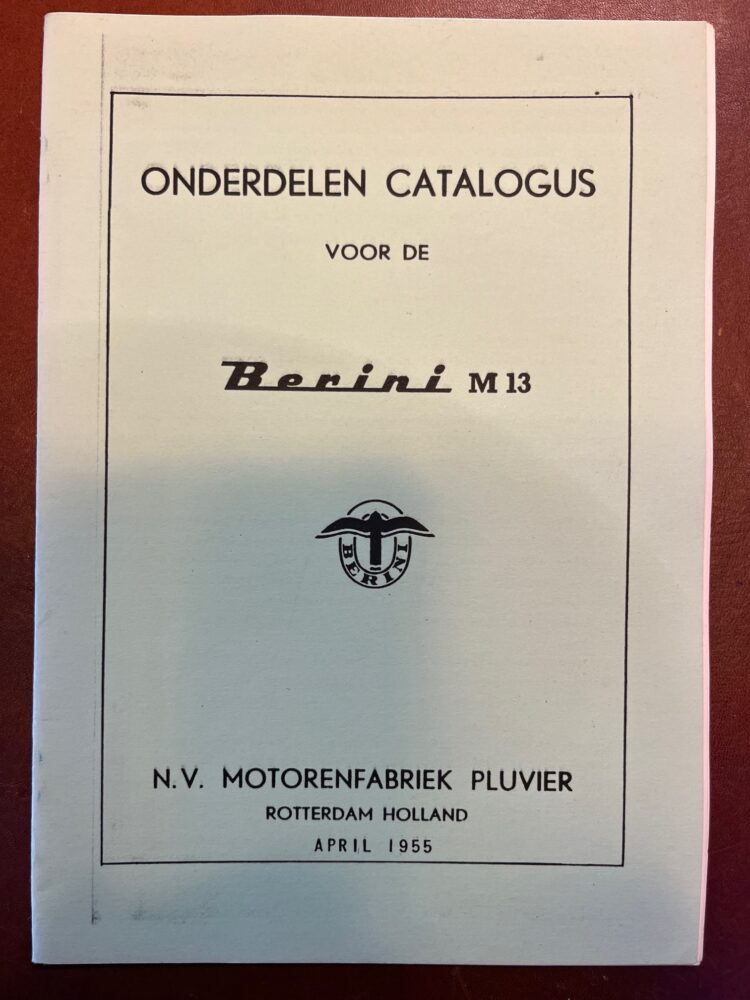 ONDERDELEN CATALOGUS
VOOR DE
Berini M 13
BERINI
N.V. MOTORENFABRIEK PLUVIER
ROTTERDAM HOLLAND
APRIL 1955